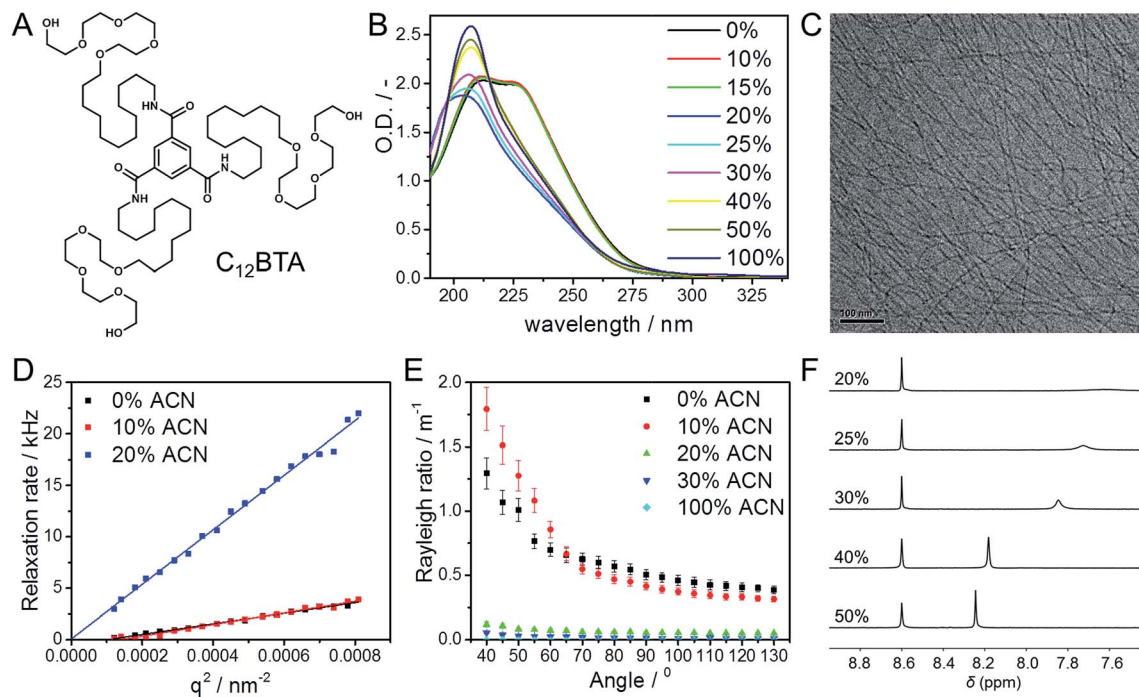 A
HO
O
O
O
O
NH
O
O
NH
O
N
H
O
O
O
O
OH
O
O
O
O
HO
C₁₂BTA
B
2.5
2.0
1.5
1.0
0.5
0.0
O.D. / -
200 225 250 275 300 325
wavelength / nm
0%
10%
15%
20%
25%
30%
40%
50%
100%
C
100 nm
D
25
20
15
10
5
0
Relaxation rate / kHz
0.0000 0.0002 0.0004 0.0006 0.0008
q² / nm⁻²
0% ACN
10% ACN
20% ACN
E
2.0
1.5
1.0
0.5
0.0
Rayleigh ratio / m⁻¹
40 50 60 70 80 90 100 110 120 130
Angle / ⁰
0% ACN
10% ACN
20% ACN
30% ACN
100% ACN
F
20%
25%
30%
40%
50%
8.8 8.6 8.4 8.2 8.0 7.8 7.6
δ (ppm)